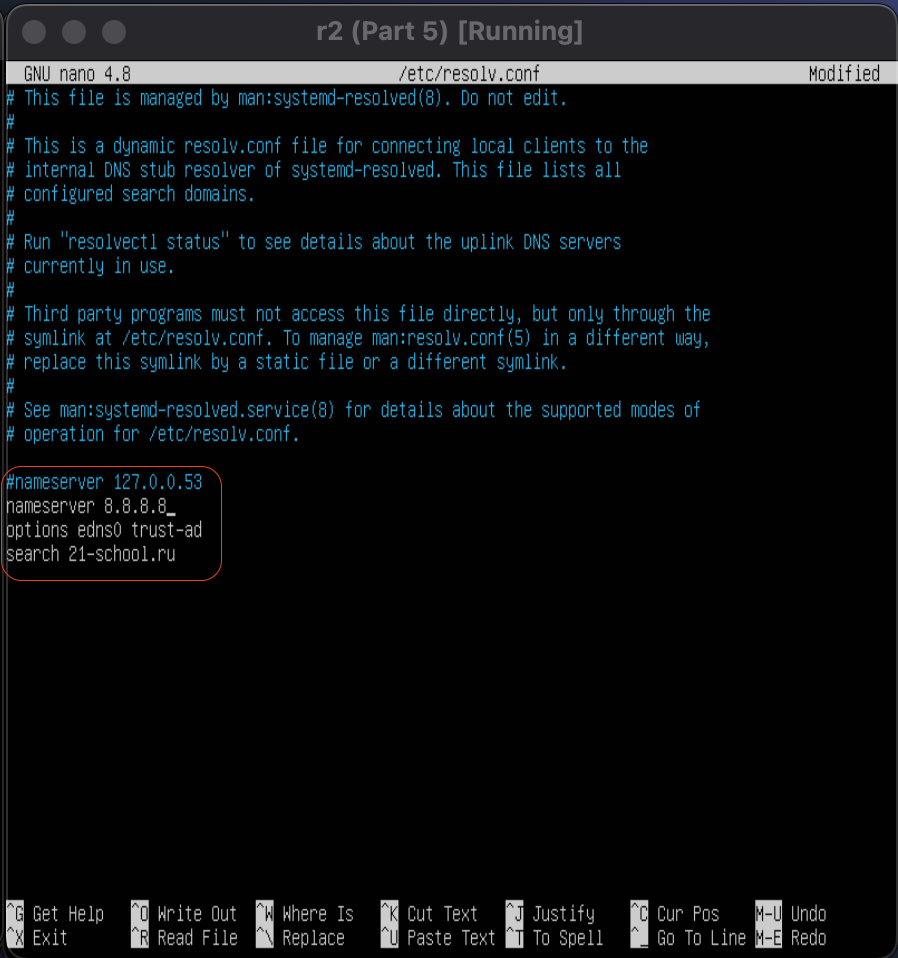 r2 (Part 5) [Running]
GNU nano 4.8 /etc/resolv.conf Modified
# This file is managed by man:systemd-resolved(8). Do not edit.
#
# This is a dynamic resolv.conf file for connecting local clients to the
# internal DNS stub resolver of systemd-resolved. This file lists all
# configured search domains.
#
# Run "resolvectl status" to see details about the uplink DNS servers
# currently in use.
#
# Third party programs must not access this file directly, but only through the
# symlink at /etc/resolv.conf. To manage man:resolv.conf(5) in a different way,
# replace this symlink by a static file or a different symlink.
#
# See man:systemd-resolved.service(8) for details about the supported modes of
# operation for /etc/resolv.conf.
#nameserver 127.0.0.53
nameserver 8.8.8.8_
options edns0 trust-ad
search 21-school.ru
^G Get Help ^O Write Out ^W Where Is ^K Cut Text ^J Justify ^C Cur Pos M-U Undo
^X Exit ^R Read File ^\ Replace ^U Paste Text ^T To Spell ^_ Go To Line M-E Redo